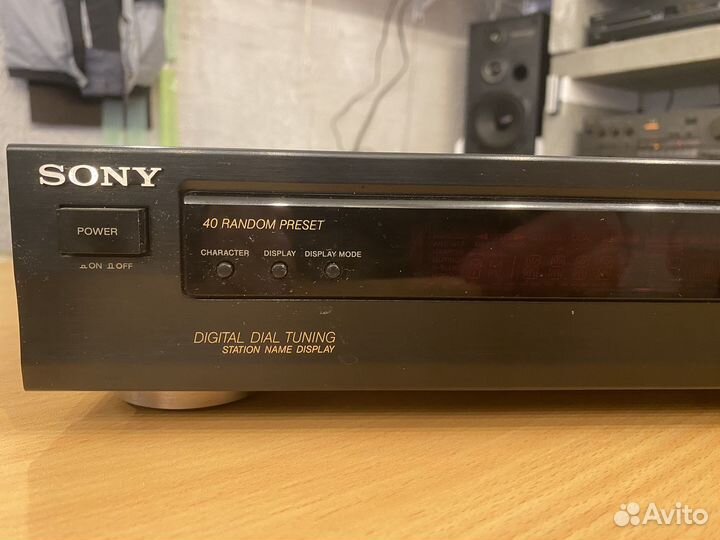 SONY
40 RANDOM PRESET
POWER
CHARACTER DISPLAY DISPLAY MODE
ON OFF
DIGITAL DIAL TUNING
STATION NAME DISPLAY
Avito